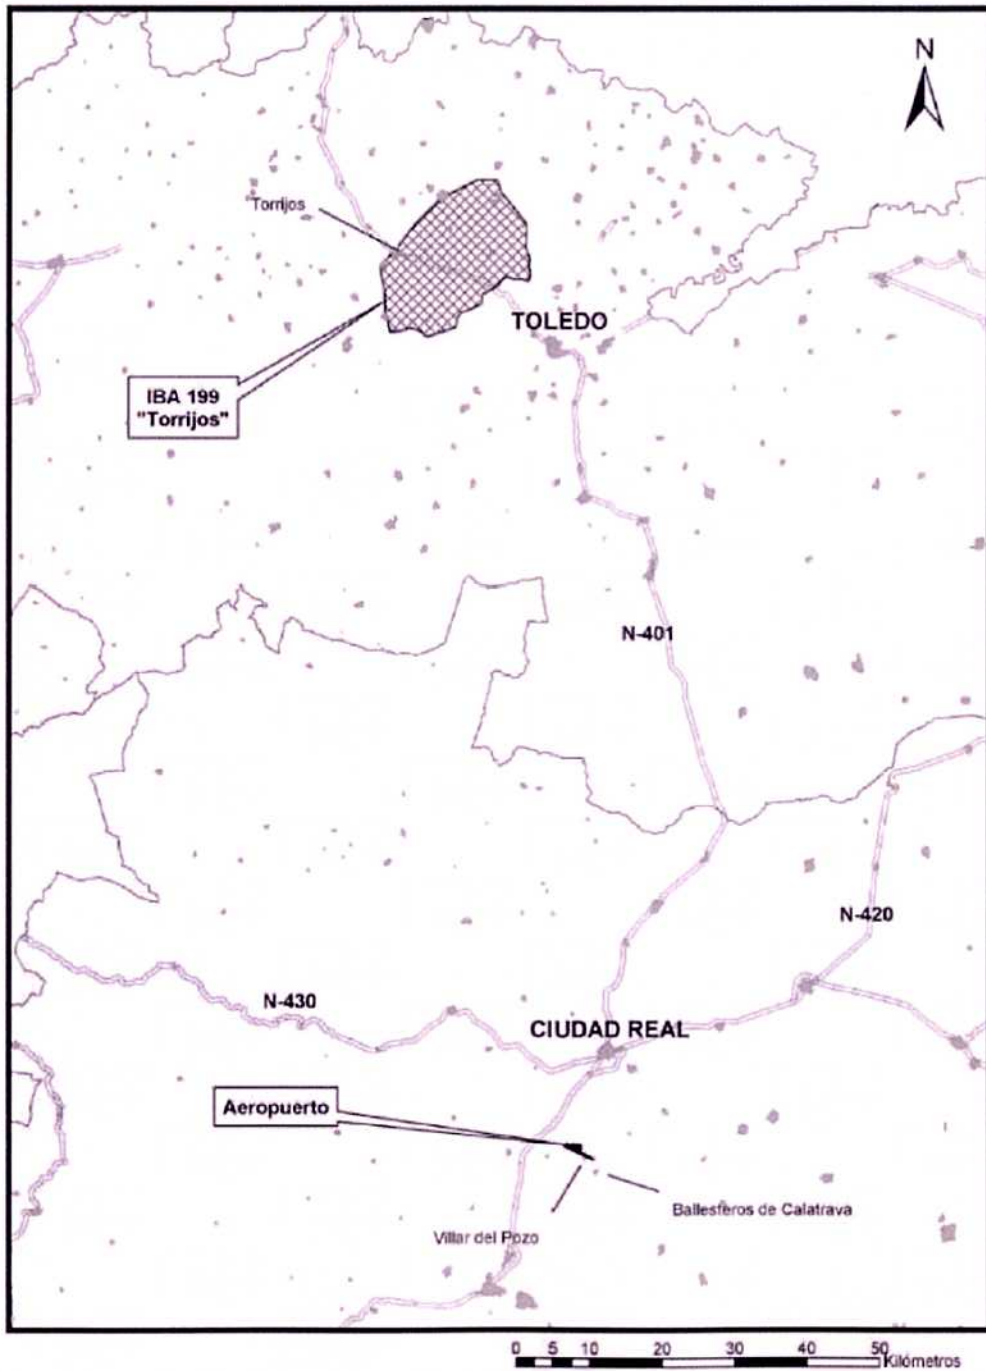 N
Torrijos
TOLEDO
IBA 199
"Torrijos"
N-401
N-420
N-430
CIUDAD REAL
Aeropuerto
Ballesferos de Calatrava
Villar del Pozo
0 5 10 20 30 40 50
Kilómetros